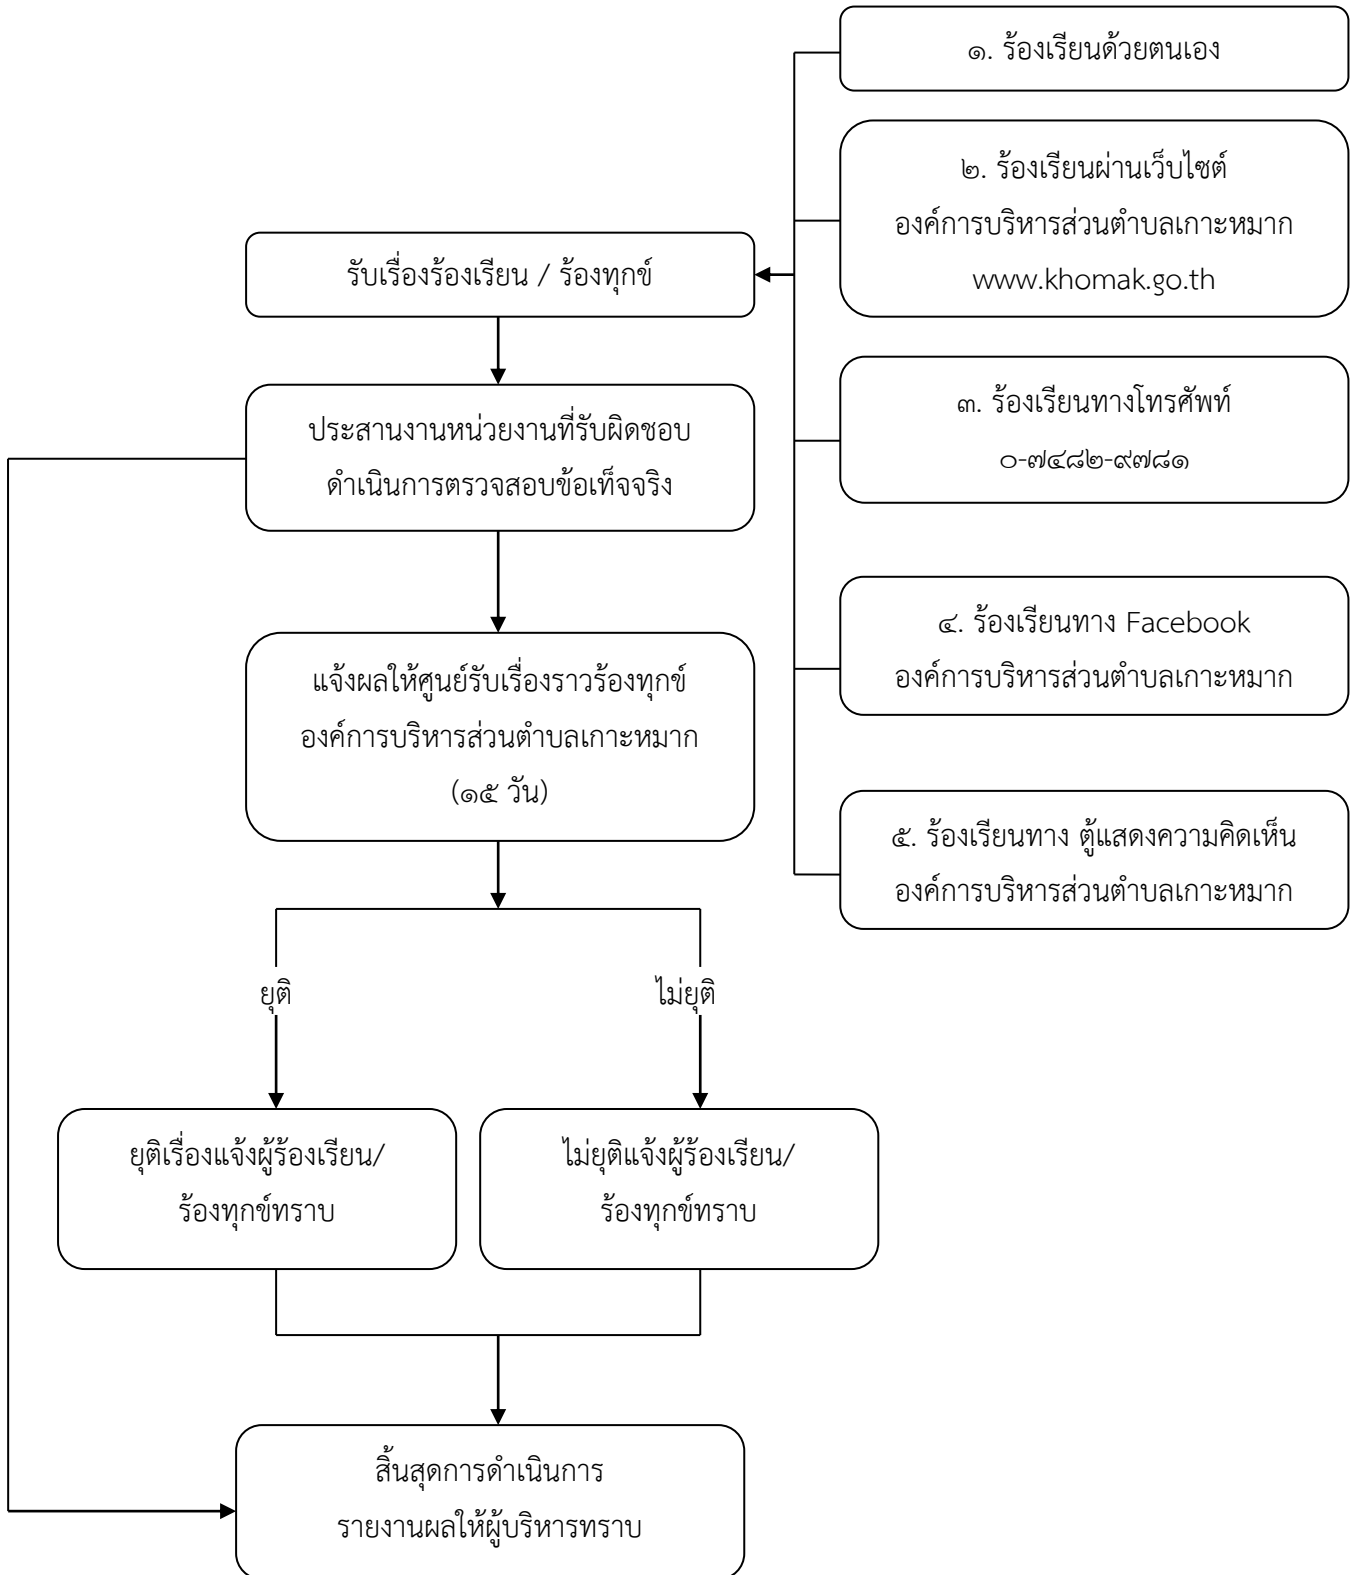 ๑. ร้องเรียนด้วยตนเอง
๒. ร้องเรียนผ่านเว็บไซต์
องค์การบริหารส่วนตำบลเกาะหมาก
www.khomak.go.th
๓. ร้องเรียนทางโทรศัพท์
๐-๗๔๘๒-๙๗๘๑
๔. ร้องเรียนทาง Facebook
องค์การบริหารส่วนตำบลเกาะหมาก
๕. ร้องเรียนทาง ตู้แสดงความคิดเห็น
องค์การบริหารส่วนตำบลเกาะหมาก
รับเรื่องร้องเรียน / ร้องทุกข์
ประสานงานหน่วยงานที่รับผิดชอบ
ดำเนินการตรวจสอบข้อเท็จจริง
แจ้งผลให้ศูนย์รับเรื่องราวร้องทุกข์
องค์การบริหารส่วนตำบลเกาะหมาก
(๑๕ วัน)
ยุติ
ไม่ยุติ
ยุติเรื่องแจ้งผู้ร้องเรียน/
ร้องทุกข์ทราบ
ไม่ยุติแจ้งผู้ร้องเรียน/
ร้องทุกข์ทราบ
สิ้นสุดการดำเนินการ
รายงานผลให้ผู้บริหารทราบ